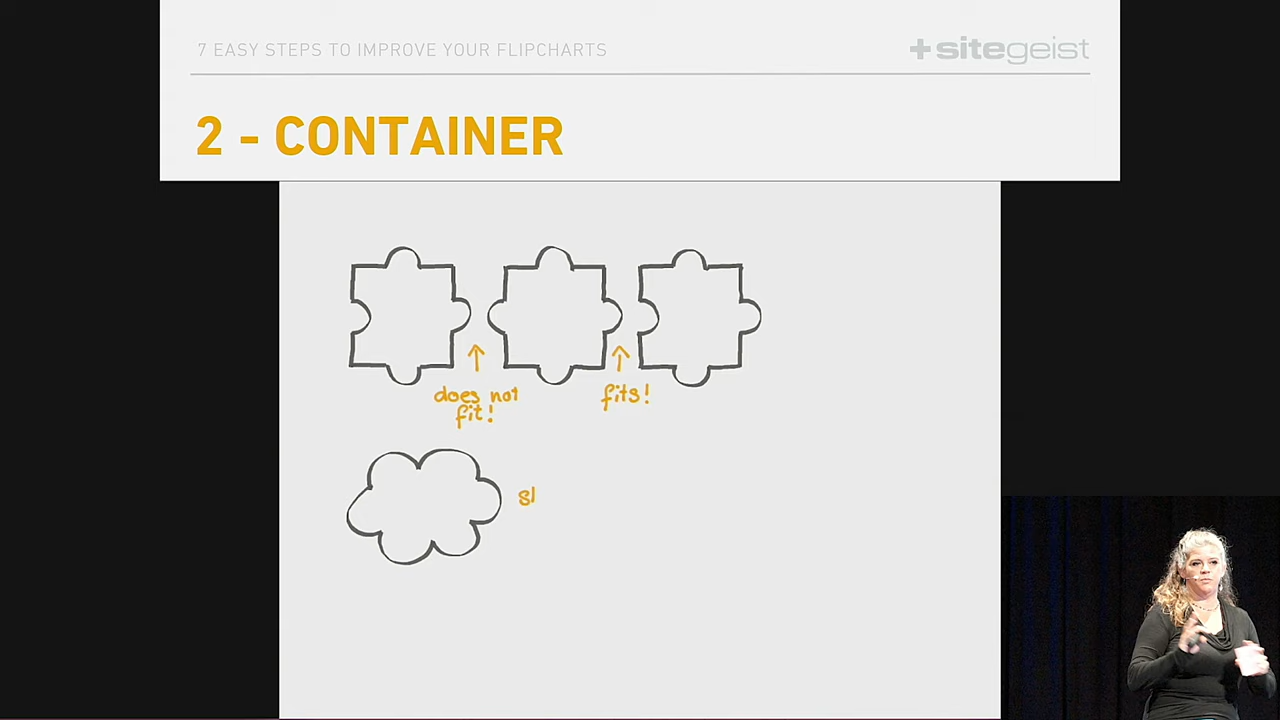 7 EASY STEPS TO IMPROVE YOUR FLIPCHARTS
+sitegeist
2 - CONTAINER
does not
fit!
fits!